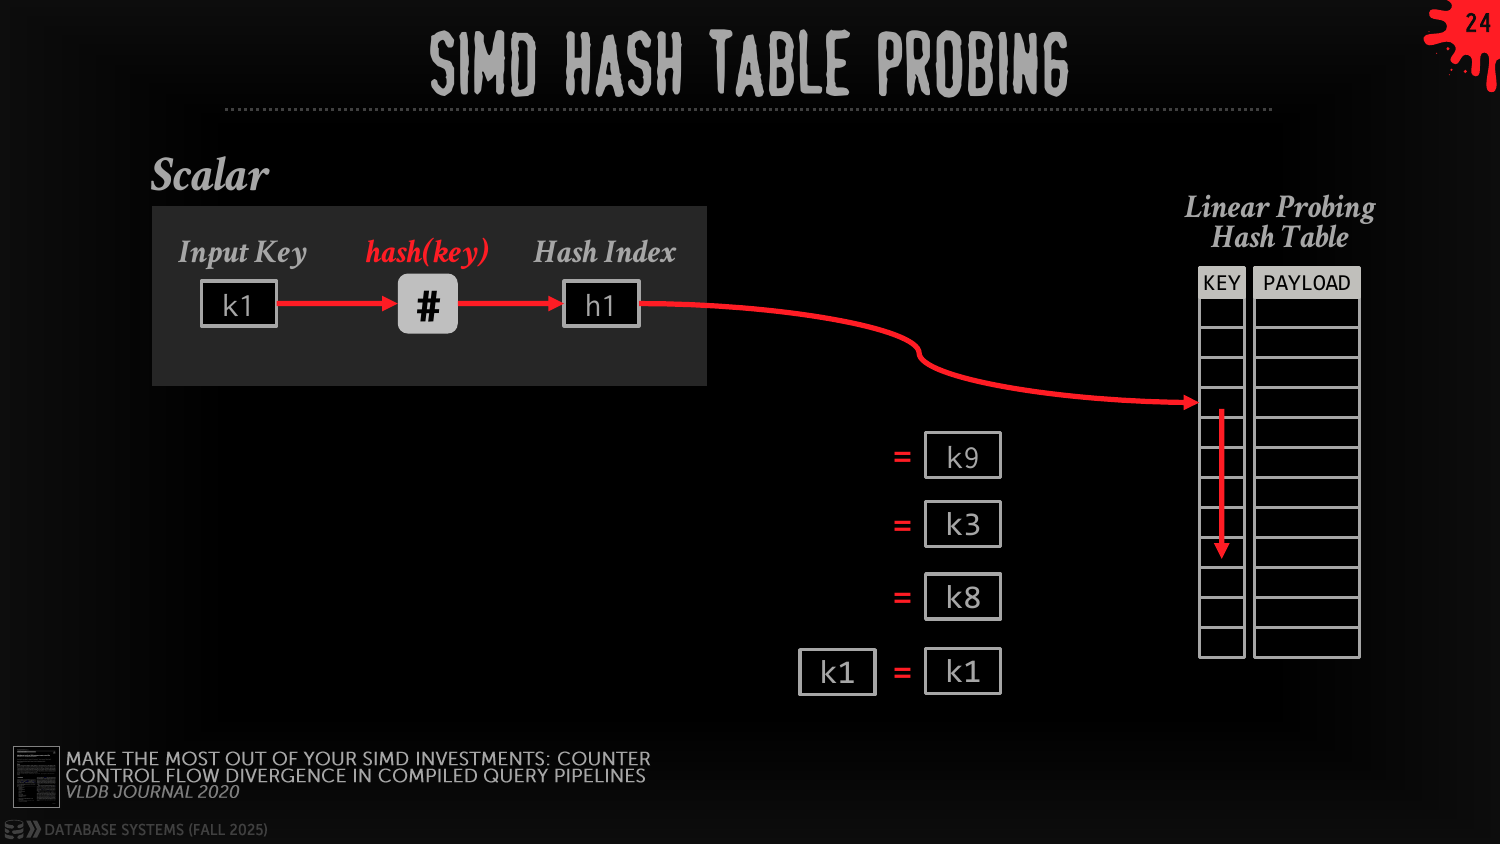 24
SIMD HASH TABLE PROBING
Scalar
Input Key
hash(key)
Hash Index
k1
#
h1
Linear Probing
Hash Table
KEY
PAYLOAD
= k9
= k3
= k8
k1 = k1
MAKE THE MOST OUT OF YOUR SIMD INVESTMENTS: COUNTER
CONTROL FLOW DIVERGENCE IN COMPILED QUERY PIPELINES
VLDB JOURNAL 2020
DATABASE SYSTEMS (FALL 2025)